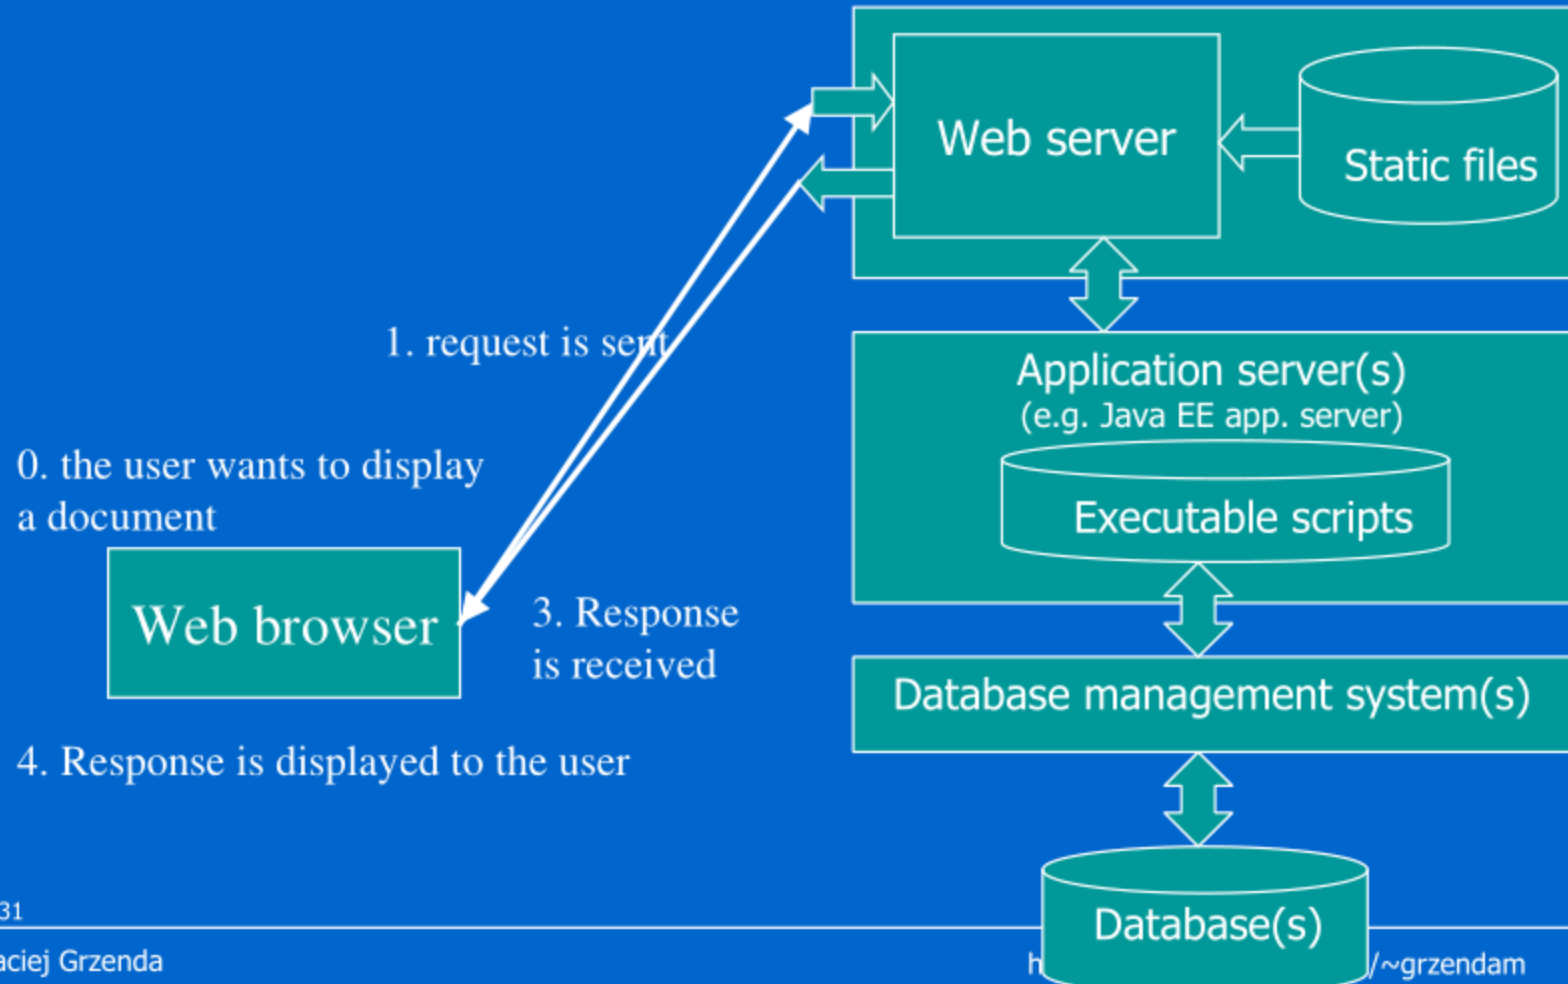 Web server
Static files
1. request is sent
Application server(s)
(e.g. Java EE app. server)
0. the user wants to display
a document
Executable scripts
Web browser
3. Response
is received
Database management system(s)
4. Response is displayed to the user
Database(s)
31
aciej Grzenda
h
/~grzendam